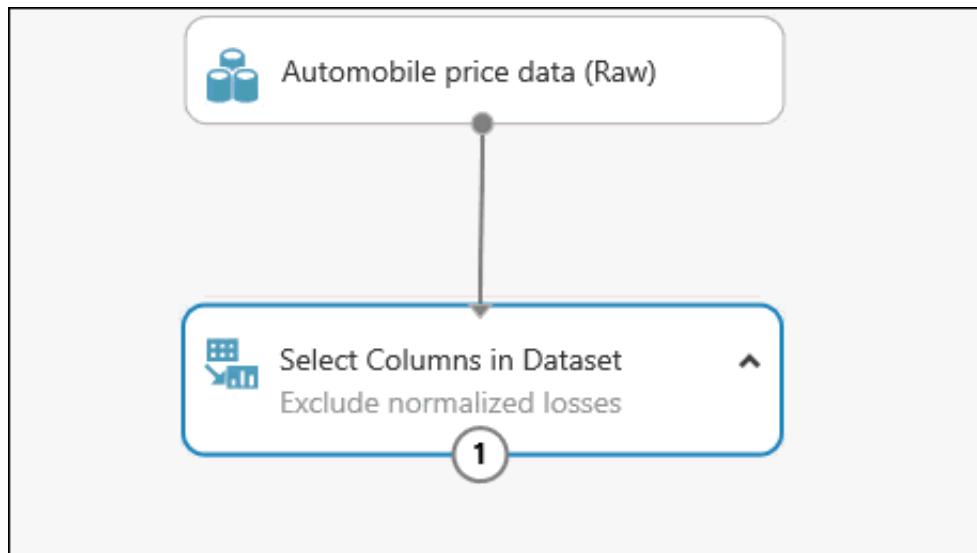 Automobile price data (Raw)
Select Columns in Dataset
Exclude normalized losses
1